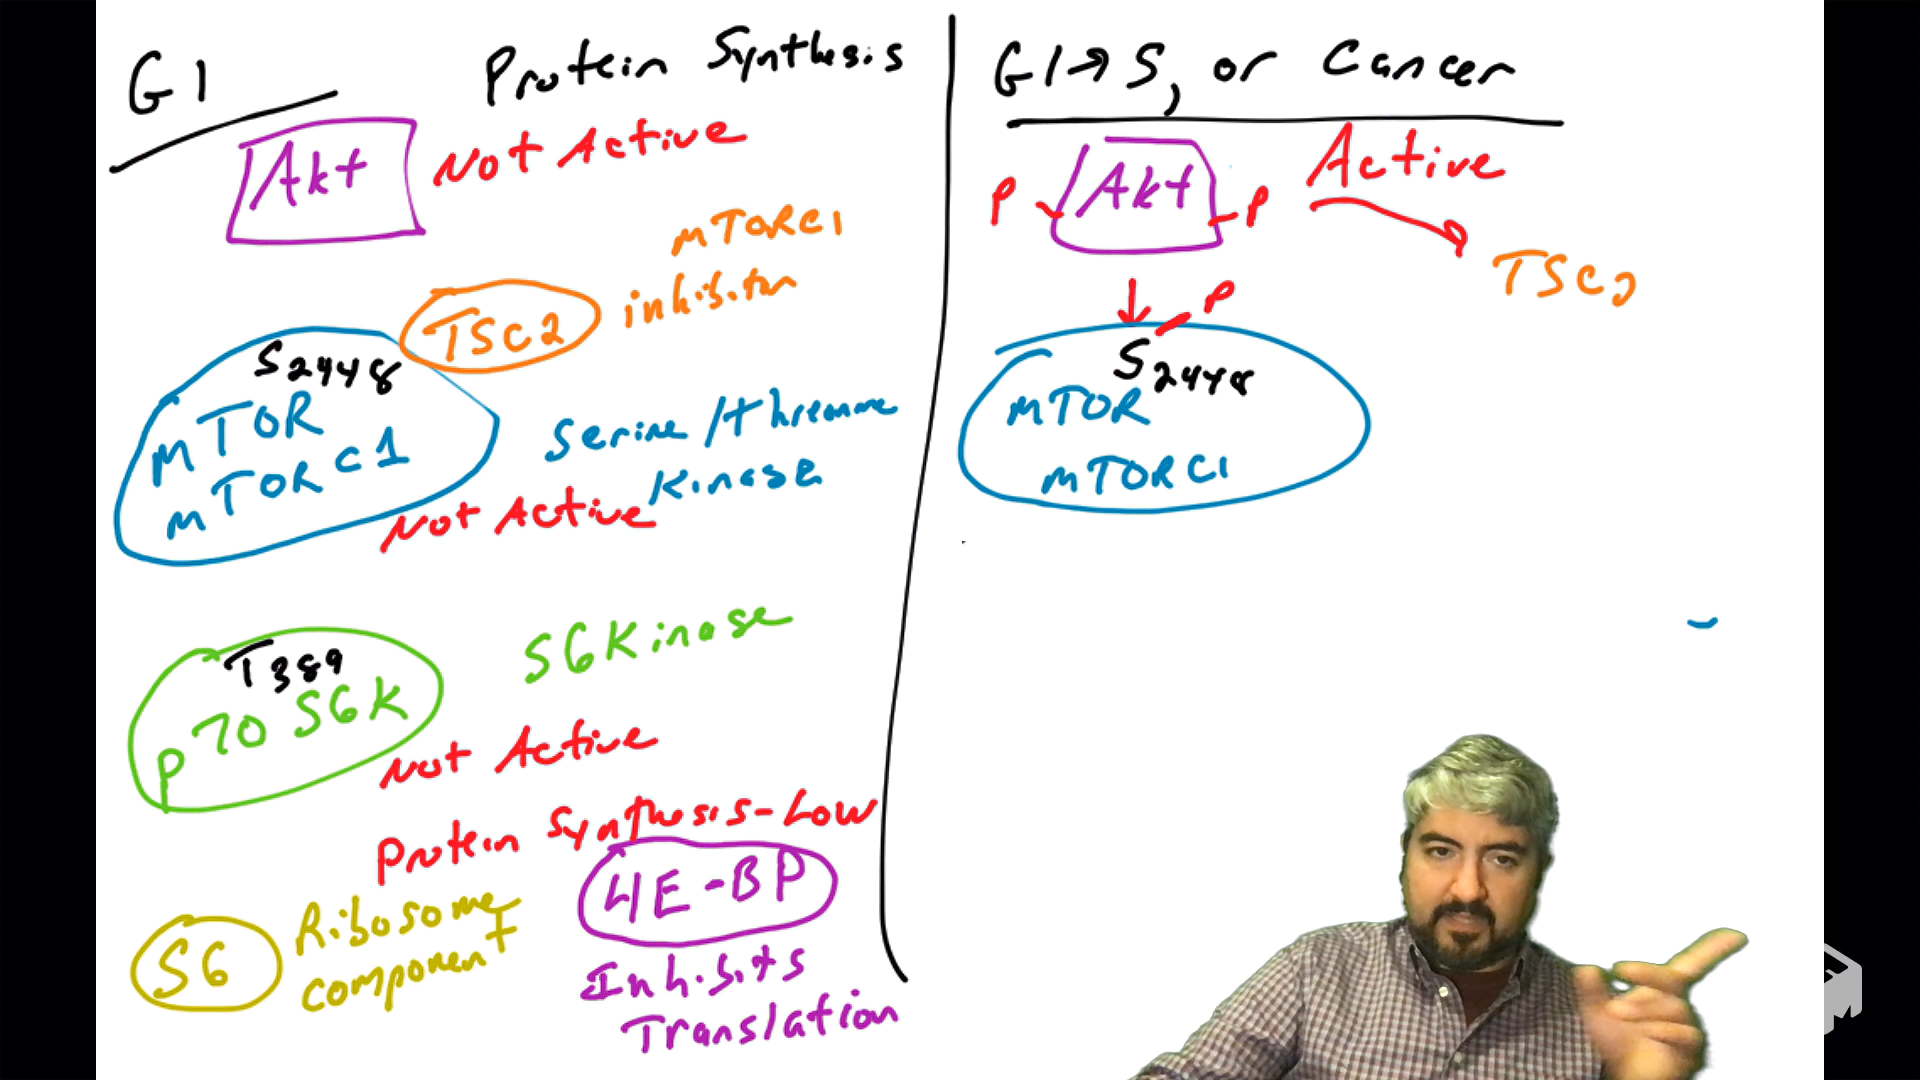 G1
Protein Synthesis
Akt
Not Active
mTORC1
inhibitor
TSC2
S2448
mTOR
mTORC1
Serine/threonine
Kinase
Not Active
T389
p70 S6K
S6Kinase
Not Active
Protein Synthesis-Low
S6
Ribosome
component
4E-BP
Inhibits
Translation
G1→S, or Cancer
P
Akt
P
Active
TSC2
P
S2448
mTOR
mTORC1